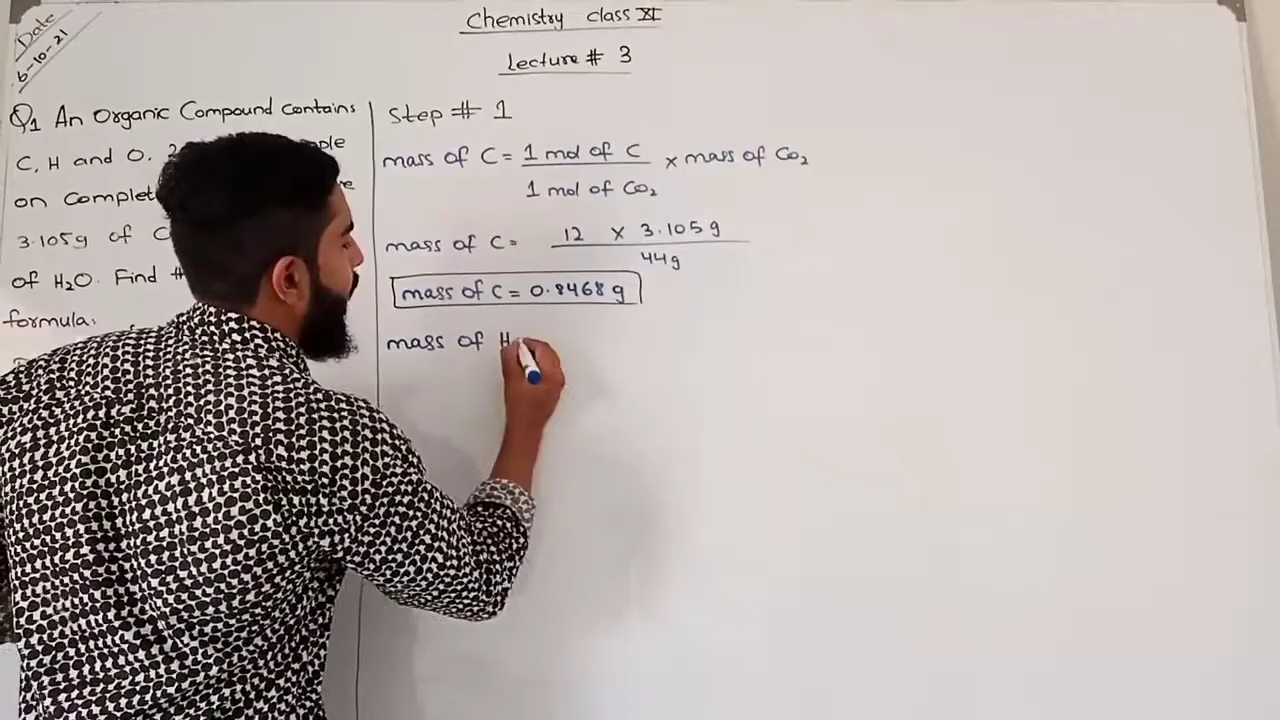 Date
6-10-21
Chemistry class XI
Lecture # 3
Q1 An Organic Compound contains
C, H and O.
on Complet
3.105g of C
of H₂O. Find
formula:
Step # 1
mass of C = 1 mol of C / 1 mol of CO₂ × mass of CO₂
mass of C = 12 × 3.105g / 44g
mass of C = 0.8468 g
mass of H